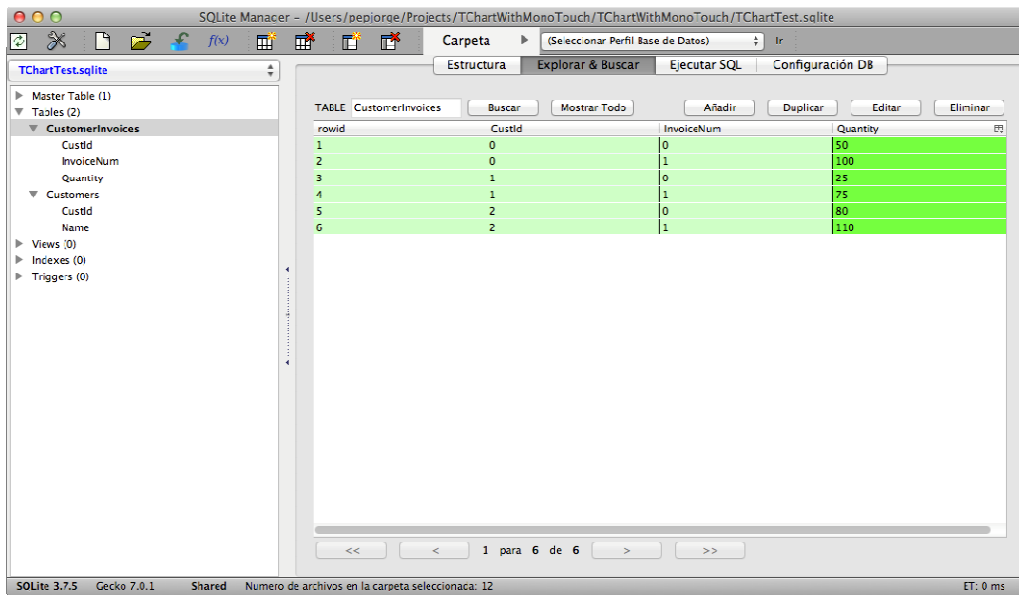 SQLite Manager – /Users/pepjorge/Projects/TChartWithMonoTouch/TChartWithMonoTouch/TChartTest.sqlite
f(x) Carpeta (Seleccionar Perfil Base de Datos) Ir
TChartTest.sqlite
Estructura Explorar & Buscar Ejecutar SQL Configuración DB
Master Table (1)
Tables (2)
CustomerInvoices
CustId
InvoiceNum
Quantity
Customers
CustId
Name
Views (0)
Indexes (0)
Triggers (0)
TABLE CustomerInvoices Buscar Mostrar Todo Añadir Duplicar Editar Eliminar
rowid CustId InvoiceNum Quantity
1 0 0 50
2 0 1 100
3 1 0 25
4 1 1 75
5 2 0 80
6 2 1 110
<< < 1 para 6 de 6 > >>
SQLite 3.7.5 Gecko 7.0.1 Shared Numero de archivos en la carpeta seleccionada: 12 ET: 0 ms